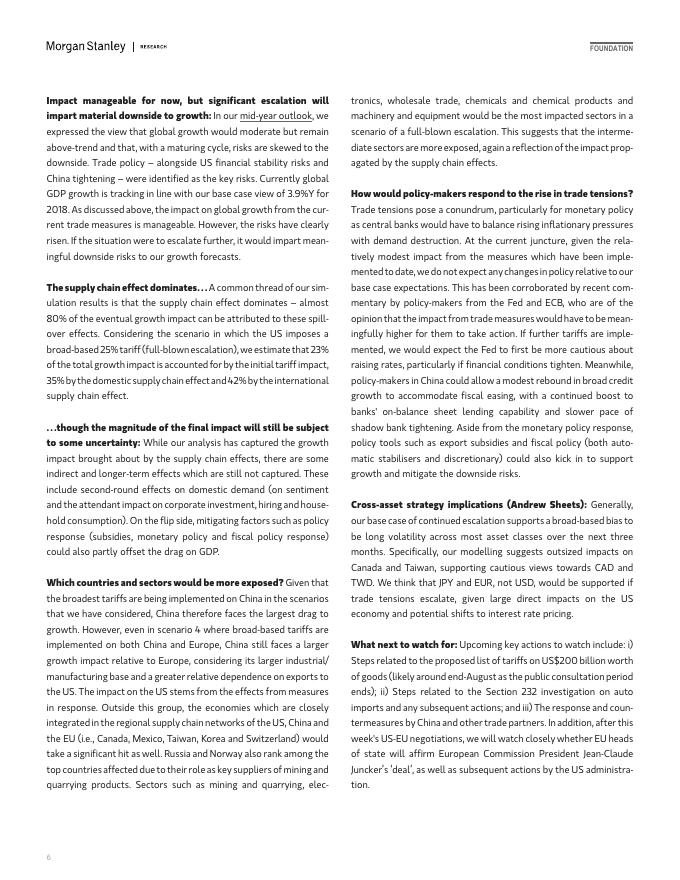 Morgan Stanley | RESEARCH
FOUNDATION
Impact manageable for now, but significant escalation will
impart material downside to growth: In our mid-year outlook, we
expressed the view that global growth would moderate but remain
above-trend and that, with a maturing cycle, risks are skewed to the
downside. Trade policy – alongside US financial stability risks and
China tightening – were identified as the key risks. Currently global
GDP growth is tracking in line with our base case view of 3.9%Y for
2018. As discussed above, the impact on global growth from the cur-
rent trade measures is manageable. However, the risks have clearly
risen. If the situation were to escalate further, it would impart mean-
ingful downside risks to our growth forecasts.
The supply chain effect dominates... A common thread of our sim-
ulation results is that the supply chain effect dominates – almost
80% of the eventual growth impact can be attributed to these spill-
over effects. Considering the scenario in which the US imposes a
broad-based 25% tariff (full-blown escalation), we estimate that 23%
of the total growth impact is accounted for by the initial tariff impact,
35% by the domestic supply chain effect and 42% by the international
supply chain effect.
...though the magnitude of the final impact will still be subject
to some uncertainty: While our analysis has captured the growth
impact brought about by the supply chain effects, there are some
indirect and longer-term effects which are still not captured. These
include second-round effects on domestic demand (on sentiment
and the attendant impact on corporate investment, hiring and house-
hold consumption). On the flip side, mitigating factors such as policy
response (subsidies, monetary policy and fiscal policy response)
could also partly offset the drag on GDP.
Which countries and sectors would be more exposed? Given that
the broadest tariffs are being implemented on China in the scenarios
that we have considered, China therefore faces the largest drag to
growth. However, even in scenario 4 where broad-based tariffs are
implemented on both China and Europe, China still faces a larger
growth impact relative to Europe, considering its larger industrial/
manufacturing base and a greater relative dependence on exports to
the US. The impact on the US stems from the effects from measures
in response. Outside this group, the economies which are closely
integrated in the regional supply chain networks of the US, China and
the EU (i.e., Canada, Mexico, Taiwan, Korea and Switzerland) would
take a significant hit as well. Russia and Norway also rank among the
top countries affected due to their role as key suppliers of mining and
quarrying products. Sectors such as mining and quarrying, elec-
tronics, wholesale trade, chemicals and chemical products and
machinery and equipment would be the most impacted sectors in a
scenario of a full-blown escalation. This suggests that the interme-
diate sectors are more exposed, again a reflection of the impact prop-
agated by the supply chain effects.
How would policy-makers respond to the rise in trade tensions?
Trade tensions pose a conundrum, particularly for monetary policy
as central banks would have to balance rising inflationary pressures
with demand destruction. At the current juncture, given the rela-
tively modest impact from the measures which have been imple-
mented to date, we do not expect any changes in policy relative to our
base case expectations. This has been corroborated by recent com-
mentary by policy-makers from the Fed and ECB, who are of the
opinion that the impact from trade measures would have to be mean-
ingfully higher for them to take action. If further tariffs are imple-
mented, we would expect the Fed to first be more cautious about
raising rates, particularly if financial conditions tighten. Meanwhile,
policy-makers in China could allow a modest rebound in broad credit
growth to accommodate fiscal easing, with a continued boost to
banks' on-balance sheet lending capability and slower pace of
shadow bank tightening. Aside from the monetary policy response,
policy tools such as export subsidies and fiscal policy (both auto-
matic stabilisers and discretionary) could also kick in to support
growth and mitigate the downside risks.
Cross-asset strategy implications (Andrew Sheets): Generally,
our base case of continued escalation supports a broad-based bias to
be long volatility across most asset classes over the next three
months. Specifically, our modelling suggests outsized impacts on
Canada and Taiwan, supporting cautious views towards CAD and
TWD. We think that JPY and EUR, not USD, would be supported if
trade tensions escalate, given large direct impacts on the US
economy and potential shifts to interest rate pricing.
What next to watch for: Upcoming key actions to watch include: i)
Steps related to the proposed list of tariffs on US$200 billion worth
of goods (likely around end-August as the public consultation period
ends); ii) Steps related to the Section 232 investigation on auto
imports and any subsequent actions; and iii) The response and coun-
termeasures by China and other trade partners. In addition, after this
week's US-EU negotiations, we will watch closely whether EU heads
of state will affirm European Commission President Jean-Claude
Juncker's 'deal', as well as subsequent actions by the US administra-
tion.
6